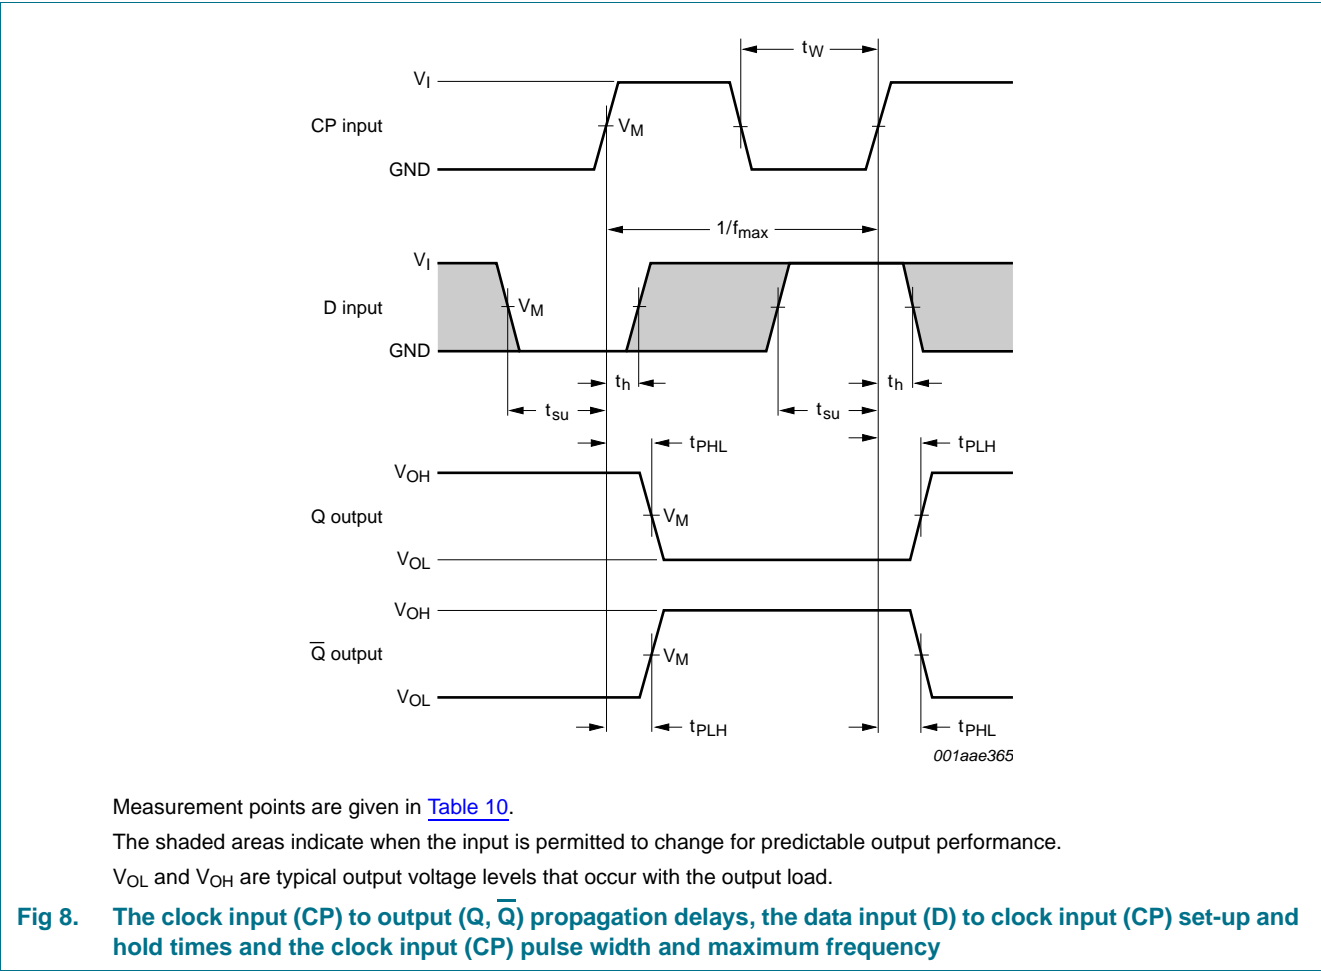 tW
VI
CP input
VM
GND
1/fmax
VI
D input
VM
GND
th
th
tsu
tsu
tPHL
tPLH
VOH
Q output
VM
VOL
VOH
Q̅ output
VM
VOL
tPLH
tPHL
001aae365
Measurement points are given in Table 10.
The shaded areas indicate when the input is permitted to change for predictable output performance.
VOL and VOH are typical output voltage levels that occur with the output load.
Fig 8. The clock input (CP) to output (Q, Q̅) propagation delays, the data input (D) to clock input (CP) set-up and
hold times and the clock input (CP) pulse width and maximum frequency